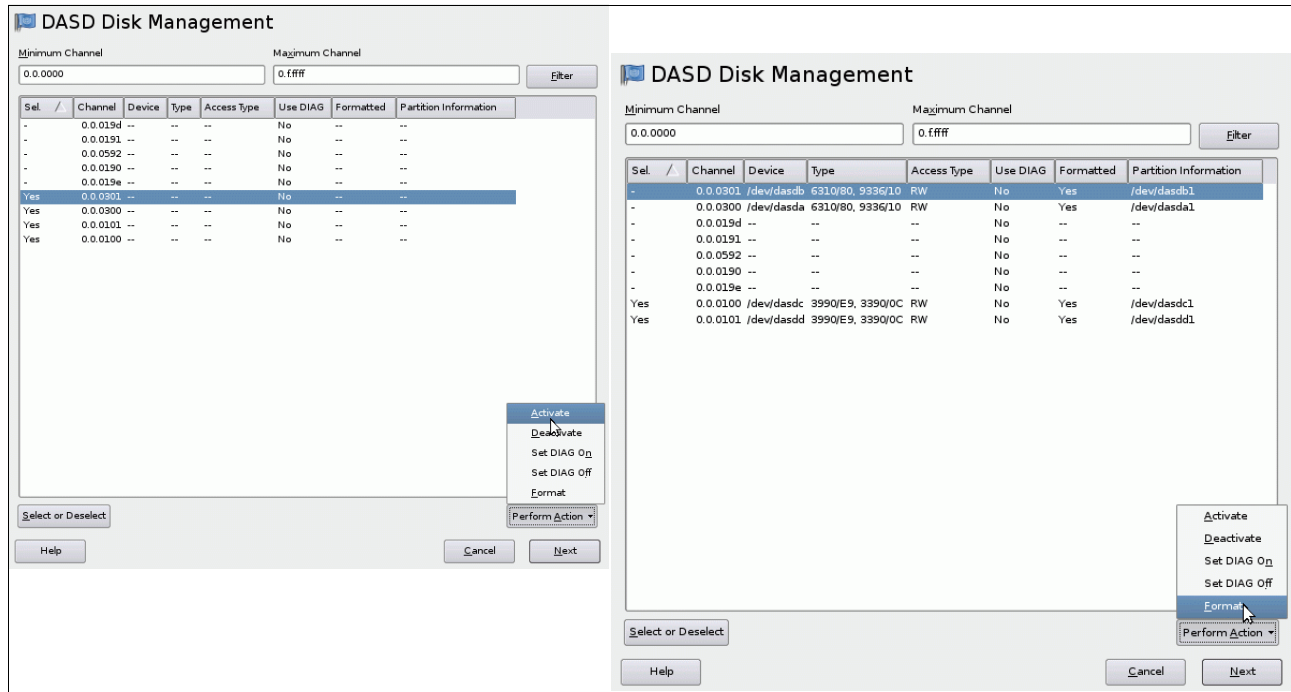 DASD Disk Management
Minimum Channel Maximum Channel
0.0.0000 0.f.ffff Filter
Sel. Channel Device Type Access Type Use DIAG Formatted Partition Information
- 0.0.019d -- -- -- No -- --
- 0.0.0191 -- -- -- No -- --
- 0.0.0592 -- -- -- No -- --
- 0.0.0190 -- -- -- No -- --
- 0.0.019e -- -- -- No -- --
Yes 0.0.0301 -- -- -- No -- --
Yes 0.0.0300 -- -- -- No -- --
Yes 0.0.0101 -- -- -- No -- --
Yes 0.0.0100 -- -- -- No -- --
Activate
Deactivate
Set DIAG On
Set DIAG Off
Format
Select or Deselect Perform Action
Help Cancel Next
DASD Disk Management
Minimum Channel Maximum Channel
0.0.0000 0.f.ffff Filter
Sel. Channel Device Type Access Type Use DIAG Formatted Partition Information
- 0.0.0301 /dev/dasdb 6310/80, 9336/10 RW No Yes /dev/dasdb1
- 0.0.0300 /dev/dasda 6310/80, 9336/10 RW No Yes /dev/dasda1
- 0.0.019d -- -- -- No -- --
- 0.0.0191 -- -- -- No -- --
- 0.0.0592 -- -- -- No -- --
- 0.0.0190 -- -- -- No -- --
- 0.0.019e -- -- -- No -- --
Yes 0.0.0100 /dev/dasdc 3990/E9, 3390/0C RW No Yes /dev/dasdc1
Yes 0.0.0101 /dev/dasdd 3990/E9, 3390/0C RW No Yes /dev/dasdd1
Activate
Deactivate
Set DIAG On
Set DIAG Off
Format
Select or Deselect Perform Action
Help Cancel Next